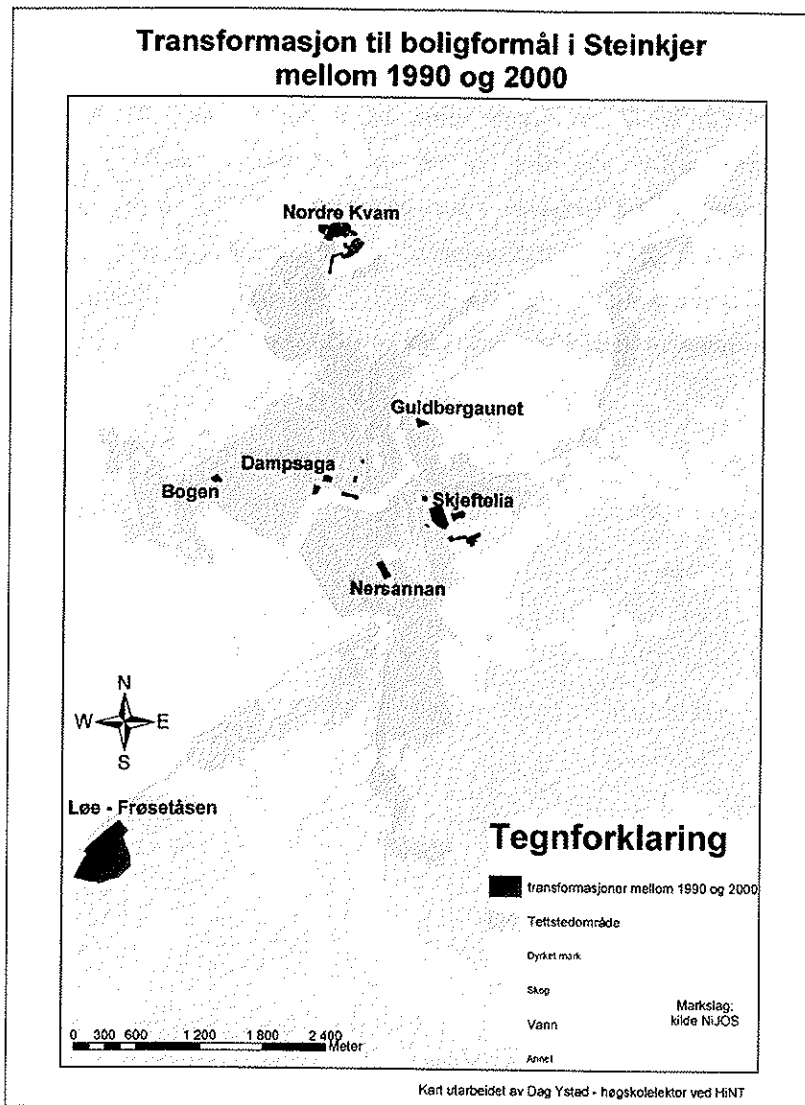 Transformasjon til boligformål i Steinkjer
mellom 1990 og 2000
Nordre Kvam
Guldbergaunet
Dampsaga
Bogen
Skjeftelia
Nersannan
N
W E
S
Løe - Frøsetåsen
Tegnforklaring
transformasjoner mellom 1990 og 2000
Tettstedområde
Dyrket mark
Skog
Vann
Annet
Markslag:
kilde NIJOS
0 300 600 1 200 1 800 2 400
Meter
Kart utarbeidet av Dag Ystad - høgskolelektor ved HiNT